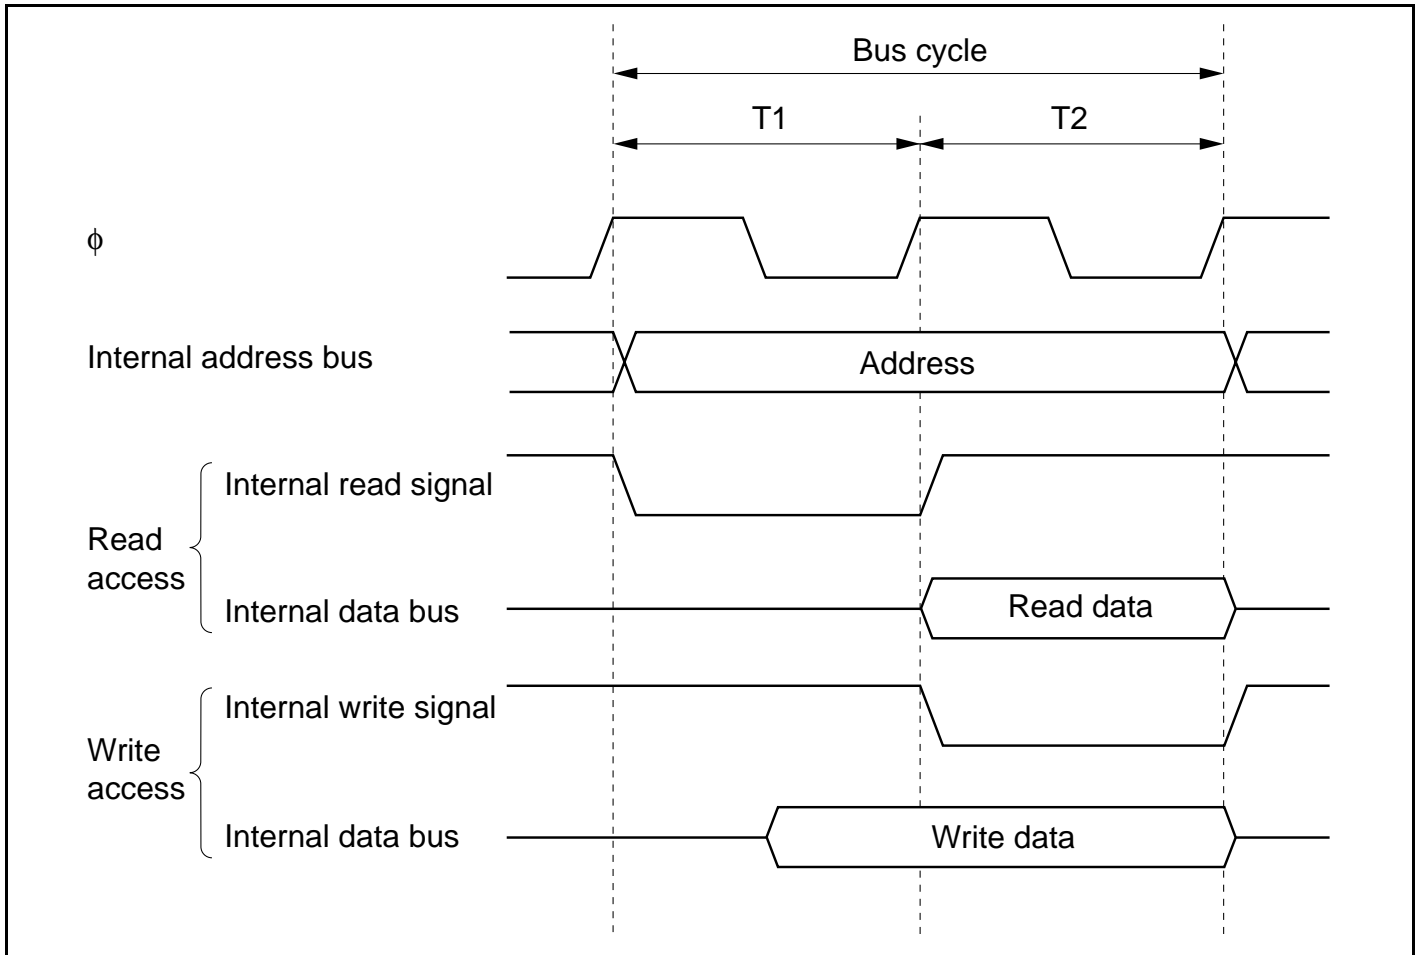 Bus cycle
T1 T2
ϕ
Internal address bus
Address
Internal read signal
Read
access
Internal data bus
Read data
Internal write signal
Write
access
Internal data bus
Write data